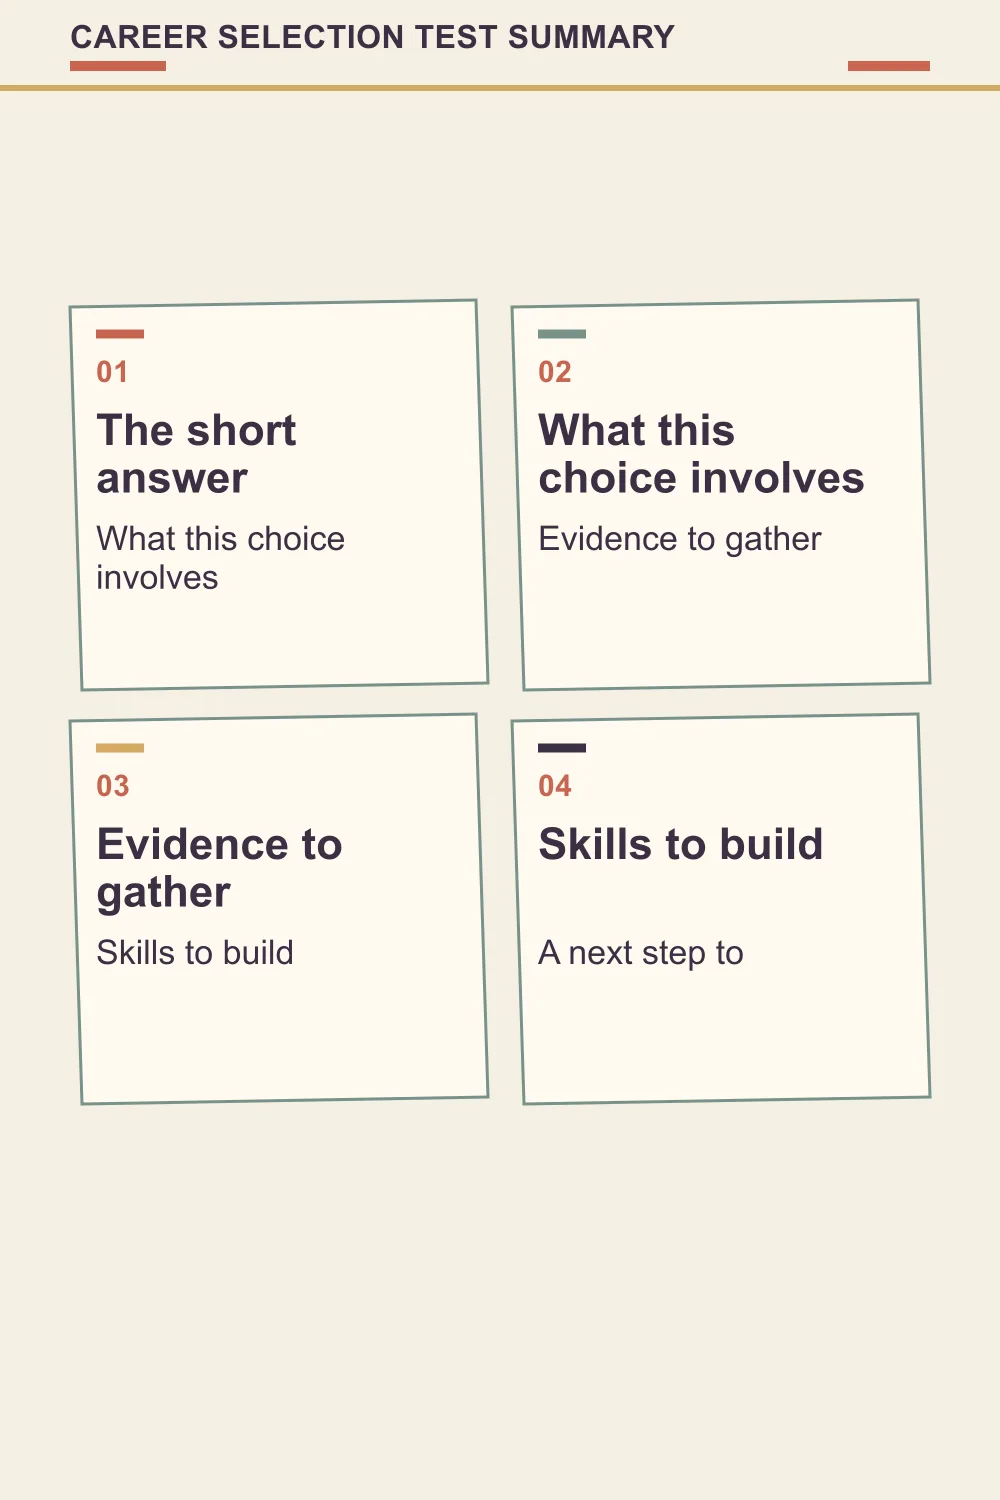 CAREER SELECTION TEST SUMMARY
01
The short
answer
What this choice
involves
02
What this
choice involves
Evidence to gather
03
Evidence to
gather
Skills to build
04
Skills to build
A next step to